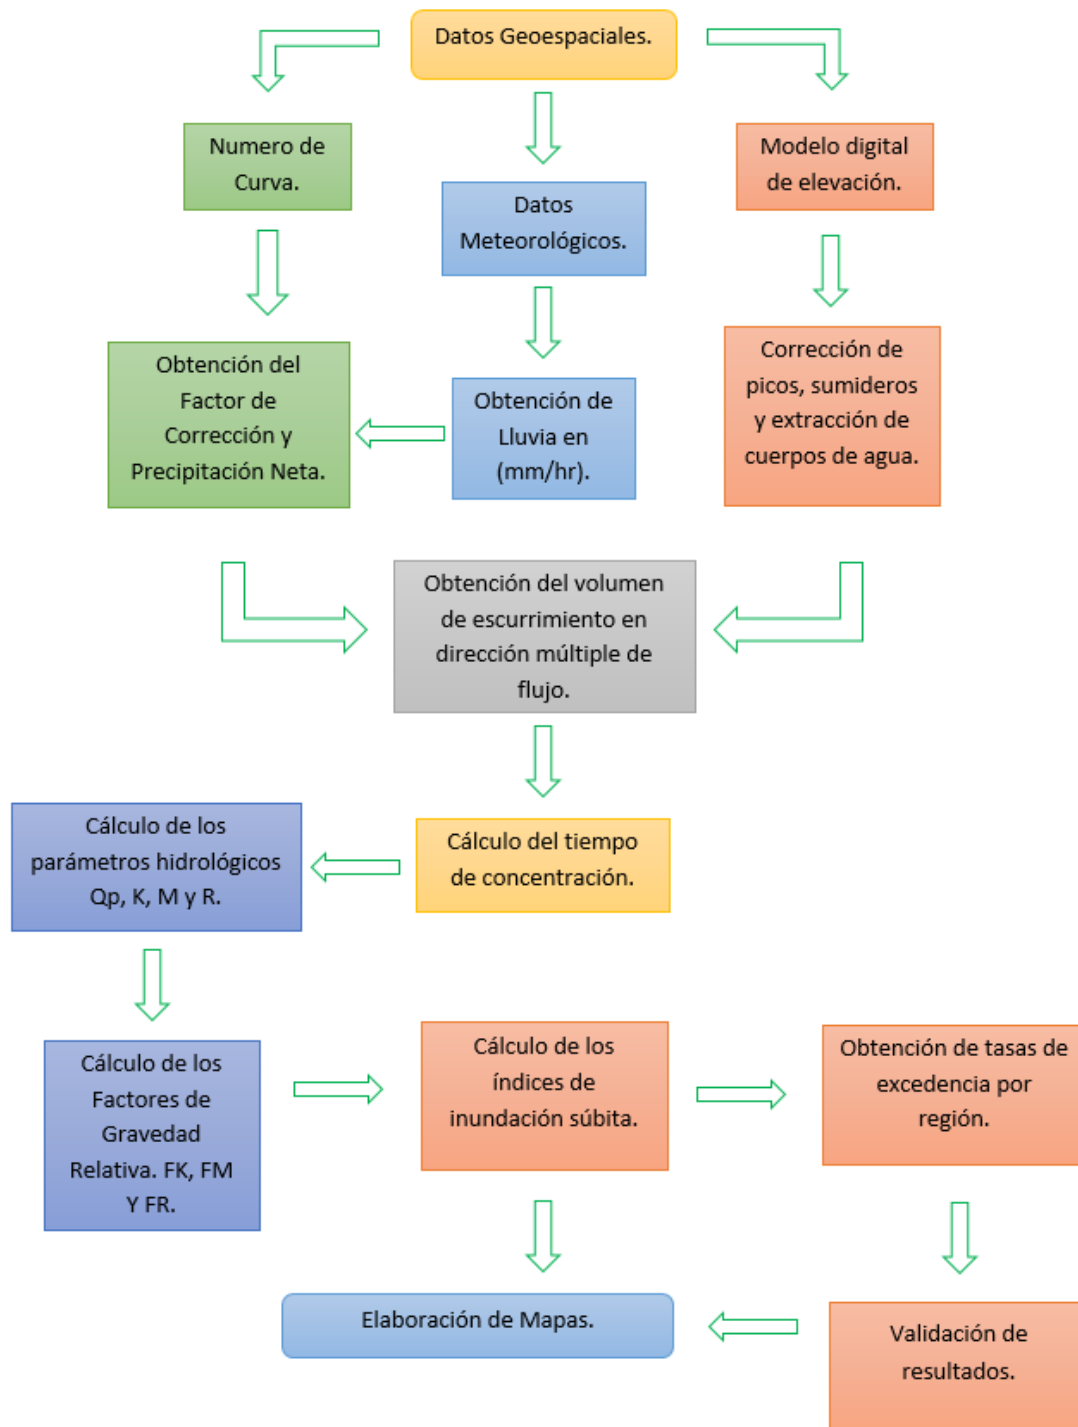 Datos Geoespaciales.
Numero de
Curva.
Modelo digital
de elevación.
Datos
Meteorológicos.
Obtención del
Factor de
Corrección y
Precipitación Neta.
Obtención de
Lluvia en
(mm/hr).
Corrección de
picos, sumideros
y extracción de
cuerpos de agua.
Obtención del volumen
de escurrimiento en
dirección múltiple de
flujo.
Cálculo de los
parámetros hidrológicos
Qp, K, M y R.
Cálculo del tiempo
de concentración.
Cálculo de los
Factores de
Gravedad
Relativa. FK, FM
Y FR.
Cálculo de los
índices de
inundación súbita.
Obtención de tasas de
excedencia por
región.
Elaboración de Mapas.
Validación de
resultados.